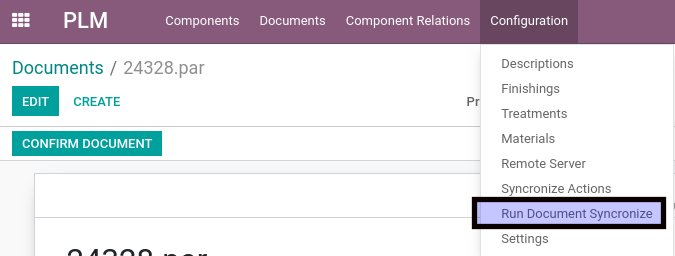 PLM Components Documents Component Relations Configuration
Documents / 24328.par
EDIT CREATE Pr
CONFIRM DOCUMENT
Descriptions
Finishings
Treatments
Materials
Remote Server
Syncronize Actions
Run Document Syncronize
Settings
24328.par